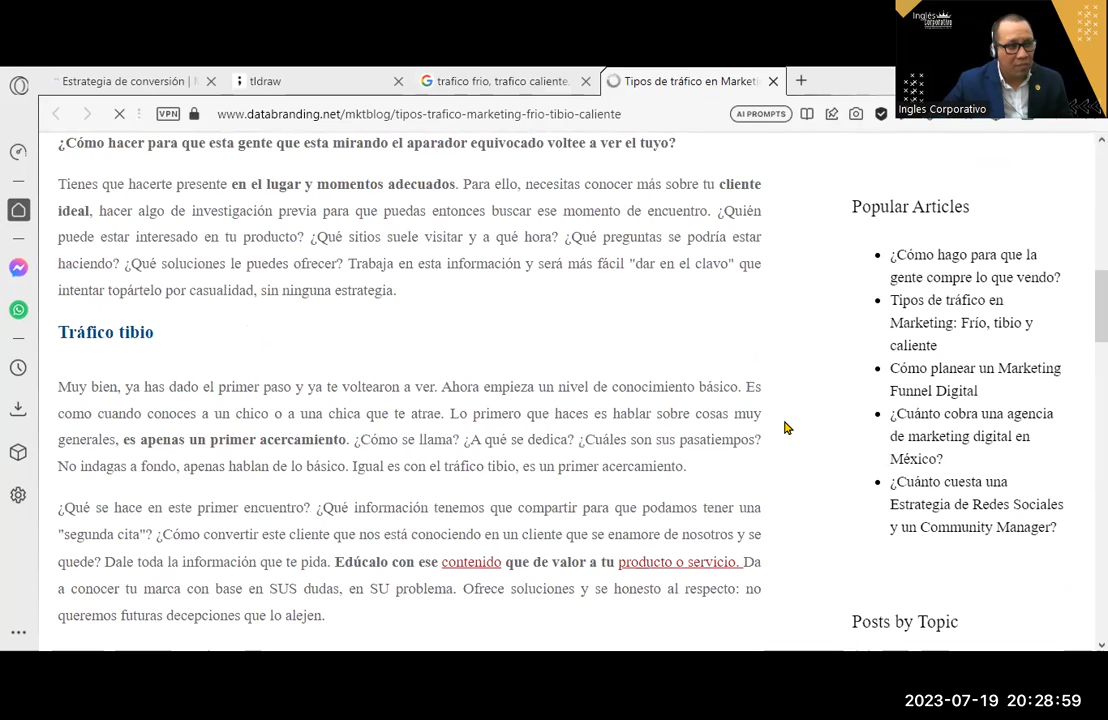 Inglés
Corporativo
Ingles Corporativo
Estrategia de conversión |
tldraw
trafico frio, trafico caliente.
Tipos de tráfico en Marketi
VPN
www.databranding.net/mktblog/tipos-trafico-marketing-frio-tibio-caliente
AI PROMPTS
¿Cómo hacer para que esta gente que esta mirando el aparador equivocado voltee a ver el tuyo?
Tienes que hacerte presente en el lugar y momentos adecuados. Para ello, necesitas conocer más sobre tu cliente
ideal, hacer algo de investigación previa para que puedas entonces buscar ese momento de encuentro. ¿Quién
puede estar interesado en tu producto? ¿Qué sitios suele visitar y a qué hora? ¿Qué preguntas se podría estar
haciendo? ¿Qué soluciones le puedes ofrecer? Trabaja en esta información y será más fácil "dar en el clavo" que
intentar topártelo por casualidad, sin ninguna estrategia.
Tráfico tibio
Muy bien, ya has dado el primer paso y ya te voltearon a ver. Ahora empieza un nivel de conocimiento básico. Es
como cuando conoces a un chico o a una chica que te atrae. Lo primero que haces es hablar sobre cosas muy
generales, es apenas un primer acercamiento. ¿Cómo se llama? ¿A qué se dedica? ¿Cuáles son sus pasatiempos?
No indagas a fondo, apenas hablan de lo básico. Igual es con el tráfico tibio, es un primer acercamiento.
¿Qué se hace en este primer encuentro? ¿Qué información tenemos que compartir para que podamos tener una
"segunda cita"? ¿Cómo convertir este cliente que nos está conociendo en un cliente que se enamore de nosotros y se
quede? Dale toda la información que te pida. Edúcalo con ese contenido que de valor a tu producto o servicio. Da
a conocer tu marca con base en SUS dudas, en SU problema. Ofrece soluciones y se honesto al respecto: no
queremos futuras decepciones que lo alejen.
Popular Articles
¿Cómo hago para que la
gente compre lo que vendo?
Tipos de tráfico en
Marketing: Frío, tibio y
caliente
Cómo planear un Marketing
Funnel Digital
¿Cuánto cobra una agencia
de marketing digital en
México?
¿Cuánto cuesta una
Estrategia de Redes Sociales
y un Community Manager?
Posts by Topic
2023-07-19 20:28:59